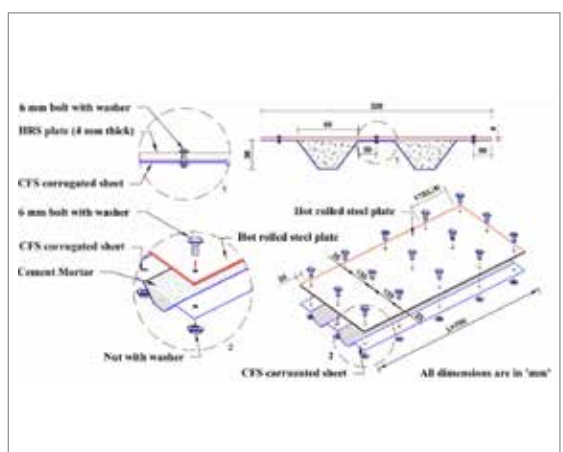 6 mm bolt with washer
HRS plate (4 mm thick)
CFS corrugated sheet
1
6 mm bolt with washer
Hot rolled steel plate
CFS corrugated sheet
Cement Mortar
Nut with washer
2
Hot rolled steel plate
2
CFS corrugated sheet
All dimensions are in 'mm'